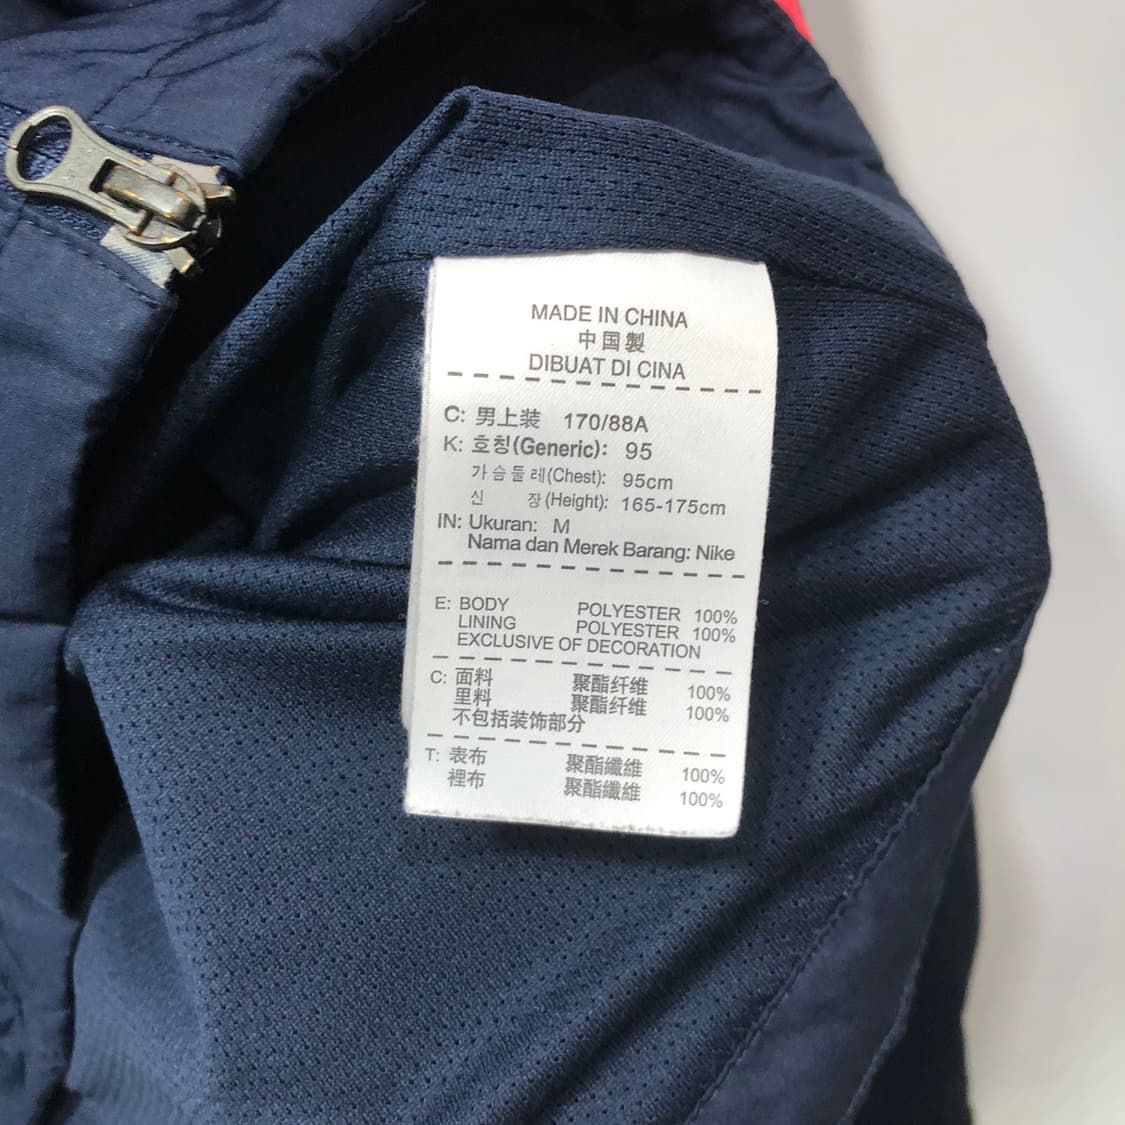 MADE IN CHINA
中国製
DIBUAT DI CINA
C: 男上装 170/88A
K: 호칭(Generic): 95
가슴둘레(Chest): 95cm
신 장(Height): 165-175cm
IN: Ukuran: M
Nama dan Merek Barang: Nike
E: BODY POLYESTER 100%
LINING POLYESTER 100%
EXCLUSIVE OF DECORATION
C: 面料 聚酯纤维 100%
里料 聚酯纤维 100%
不包括装饰部分
T: 表布 聚酯纖維 100%
裡布 聚酯纖維 100%